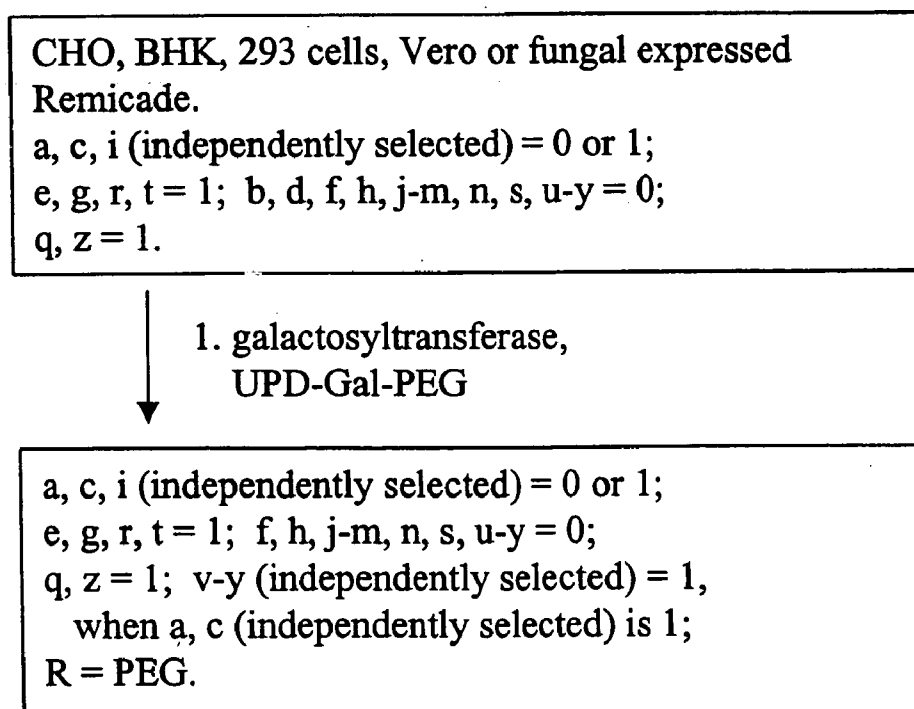 CHO, BHK, 293 cells, Vero or fungal expressed
Remicade.
a, c, i (independently selected) = 0 or 1;
e, g, r, t = 1; b, d, f, h, j-m, n, s, u-y = 0;
q, z = 1.
1. galactosyltransferase,
UPD-Gal-PEG
a, c, i (independently selected) = 0 or 1;
e, g, r, t = 1; f, h, j-m, n, s, u-y = 0;
q, z = 1; v-y (independently selected) = 1,
when a, c (independently selected) is 1;
R = PEG.